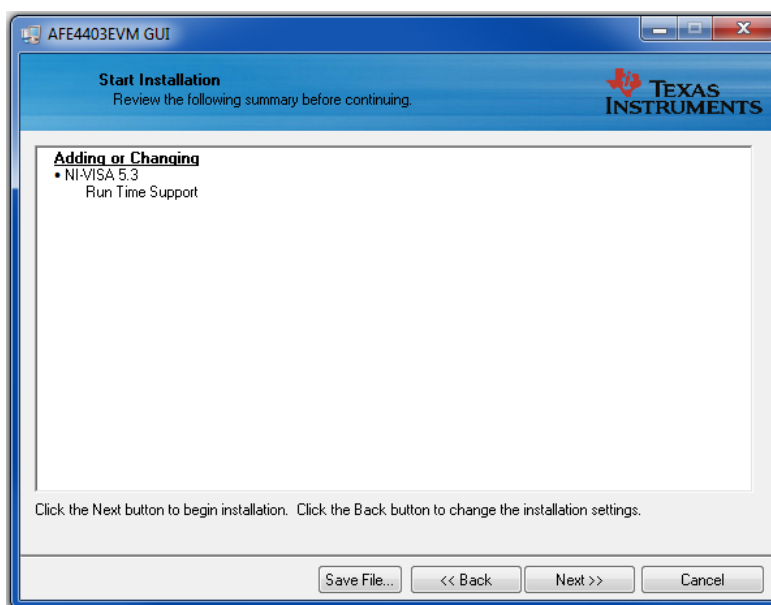 AFE4403EVM GUI
Start Installation
Review the following summary before continuing.
TEXAS
INSTRUMENTS
Adding or Changing
• NI-VISA 5.3
Run Time Support
Click the Next button to begin installation. Click the Back button to change the installation settings.
Save File... << Back Next >> Cancel